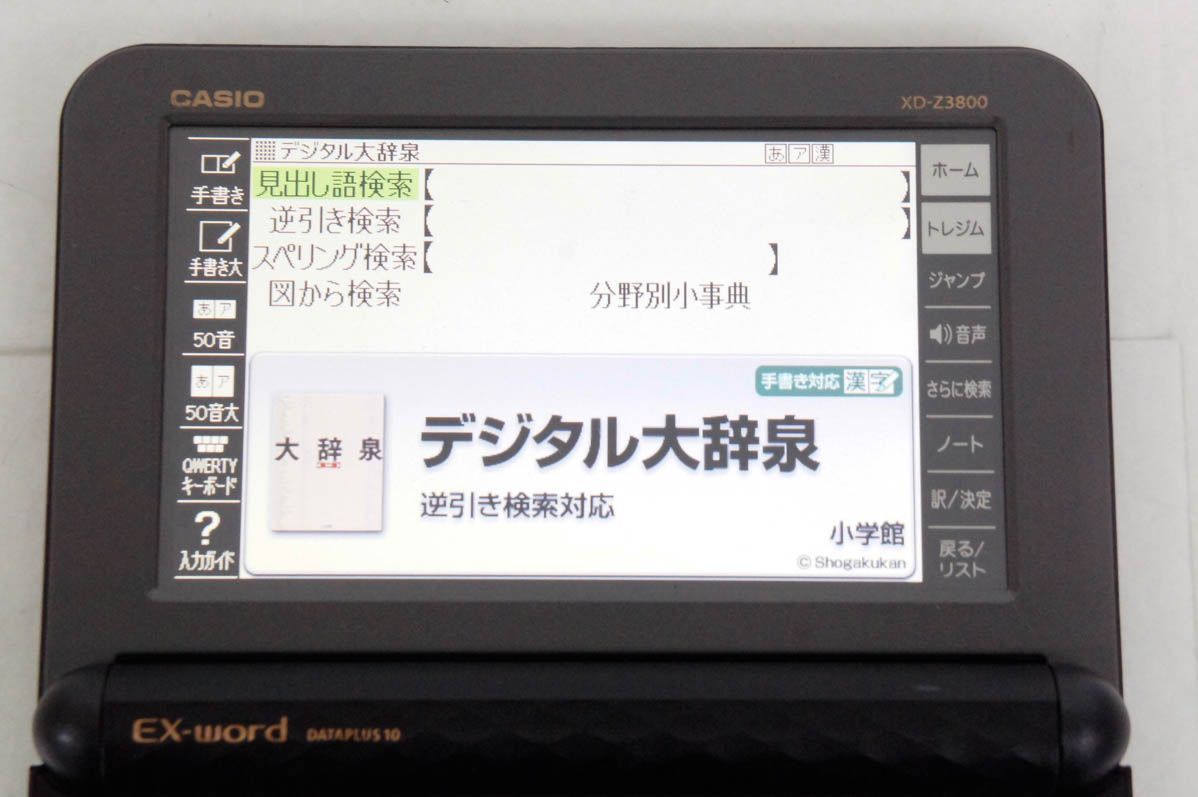 CASIO
XD-Z3800
デジタル大辞泉
あア漢
見出し語検索
逆引き検索
スペリング検索
図から検索 分野別小事典
手書き
手書き大
あア
50音
あア
50音大
QWERTY
キーボード
?
入力ガイド
手書き対応 漢字
大辞泉
デジタル大辞泉
逆引き検索対応
小学館
©Shogakukan
ホーム
トレジム
ジャンプ
音声
さらに検索
ノート
訳/決定
戻る/
リスト
EX-word DATAPLUS 10